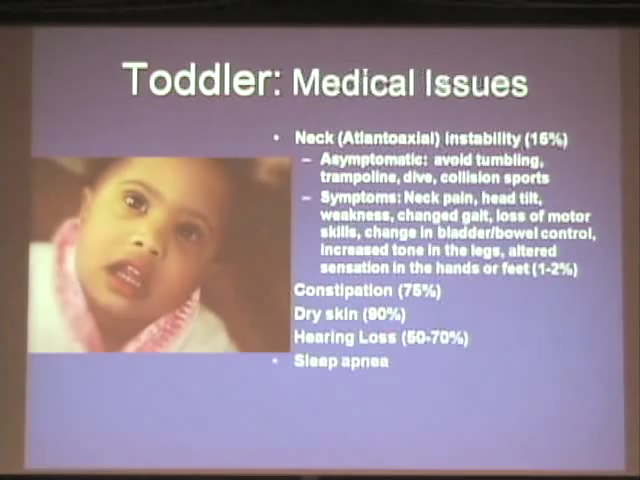 Toddler: Medical Issues
• Neck (Atlantoaxial) instability (15%)
– Asymptomatic: avoid tumbling,
trampoline, dive, collision sports
– Symptoms: Neck pain, head tilt,
weakness, changed gait, loss of motor
skills, change in bladder/bowel control,
increased tone in the legs, altered
sensation in the hands or feet (1-2%)
Constipation (75%)
Dry skin (90%)
Hearing Loss (50-70%)
• Sleep apnea